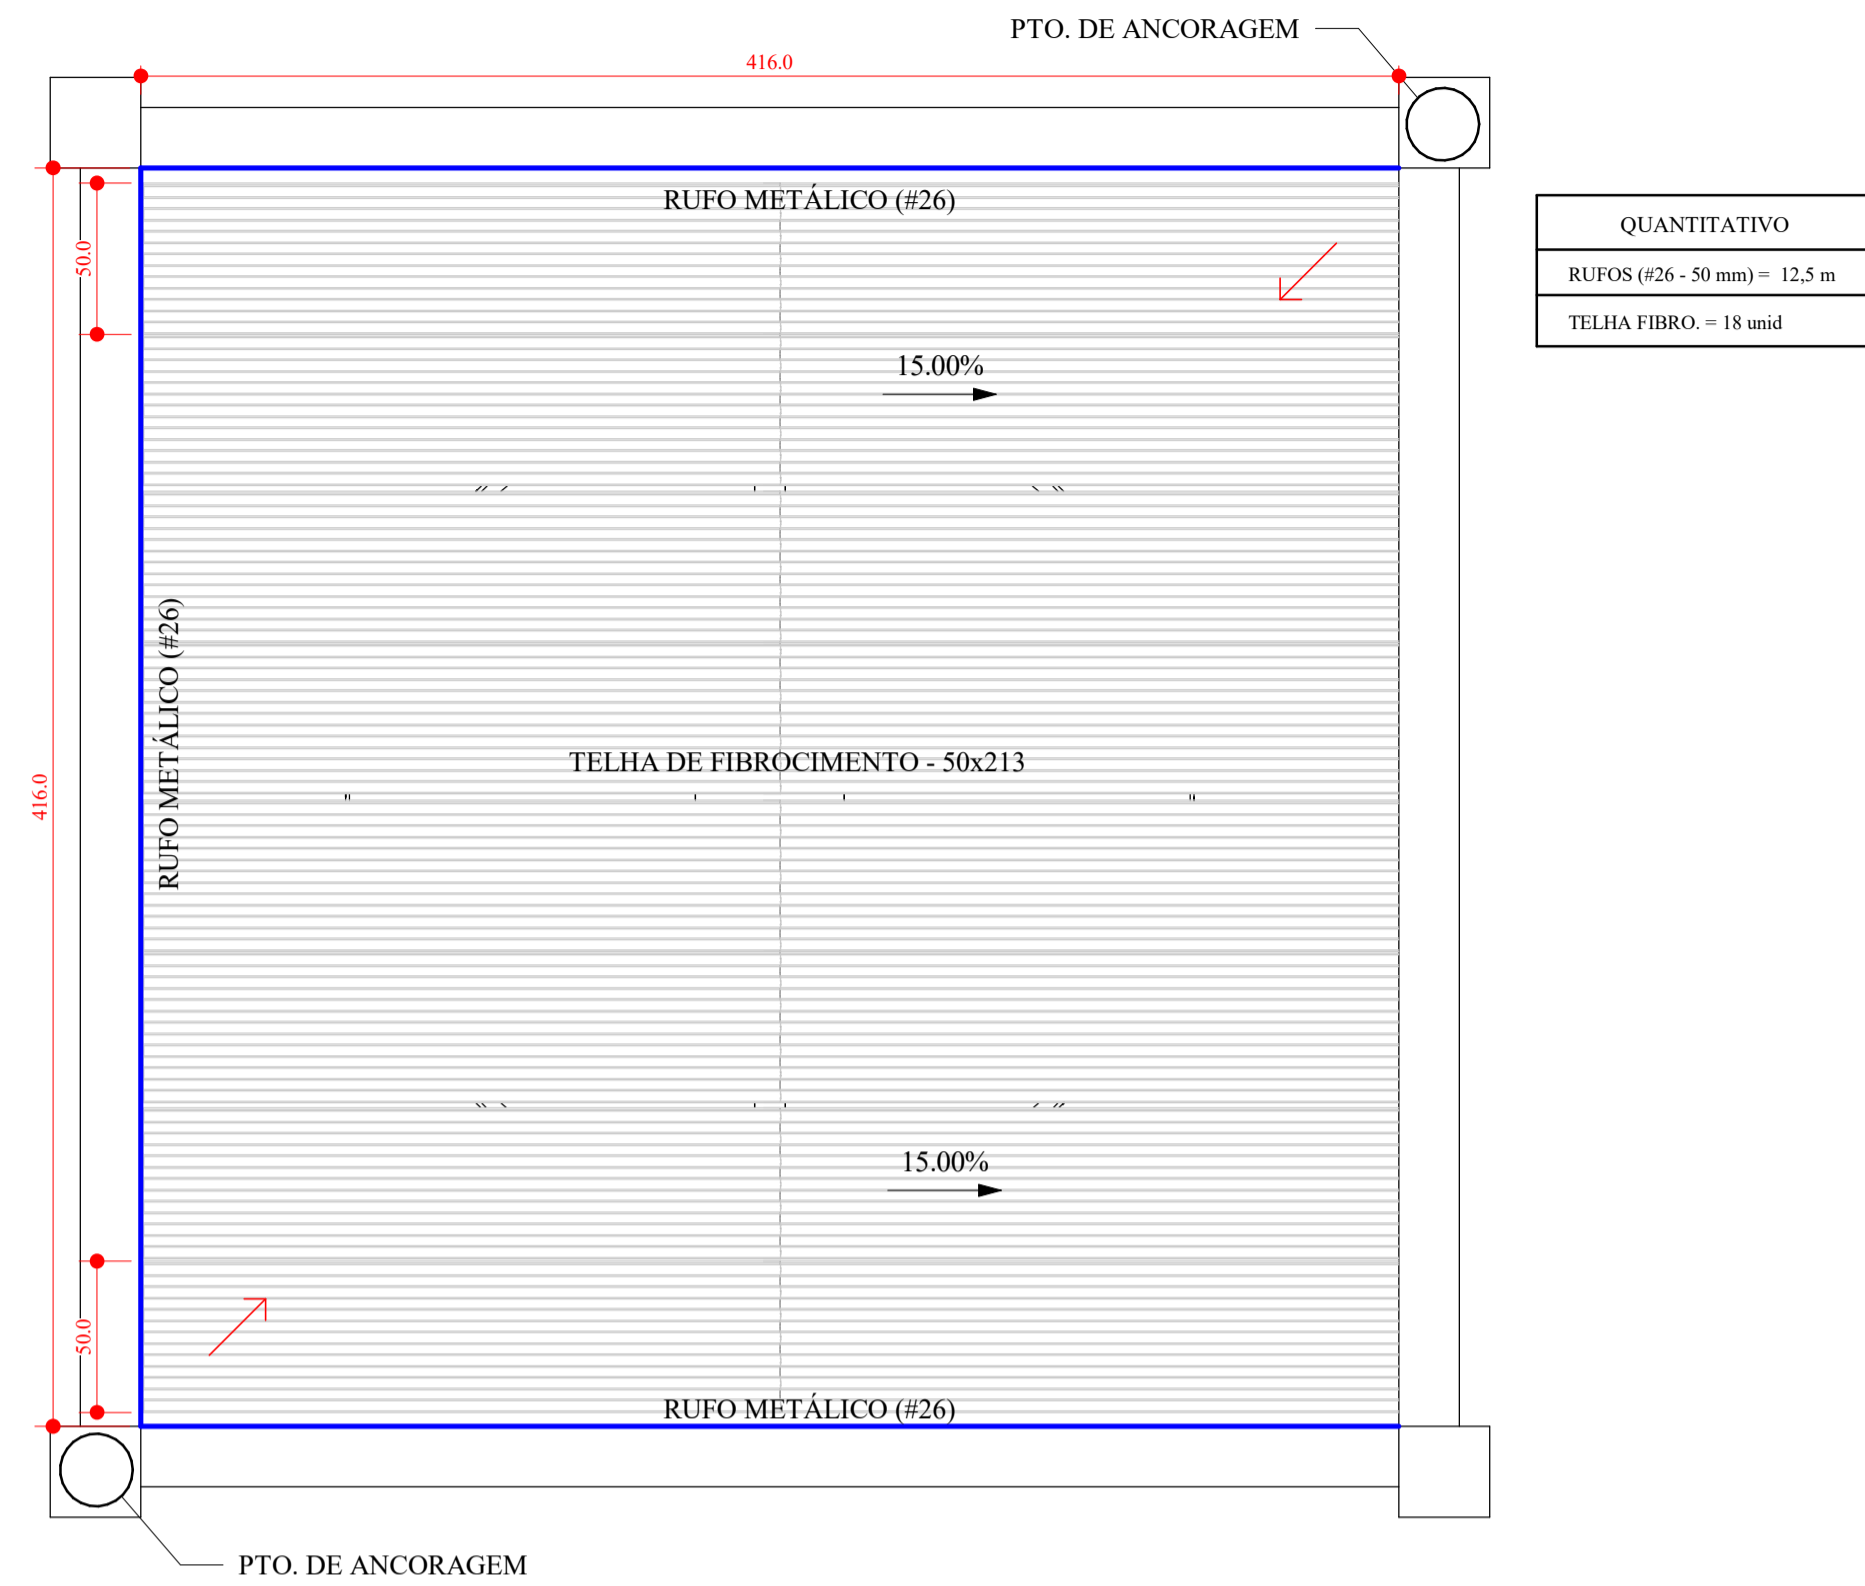 PTO. DE ANCORAGEM
416.0
RUFO METÁLICO (#26)
50.0
QUANTITATIVO
RUFOS (#26 - 50 mm) = 12,5 m
TELHA FIBRO. = 18 unid
15.00%
RUFO METÁLICO (#26)
TELHA DE FIBROCIMENTO - 50x213
416.0
15.00%
50.0
RUFO METÁLICO (#26)
PTO. DE ANCORAGEM